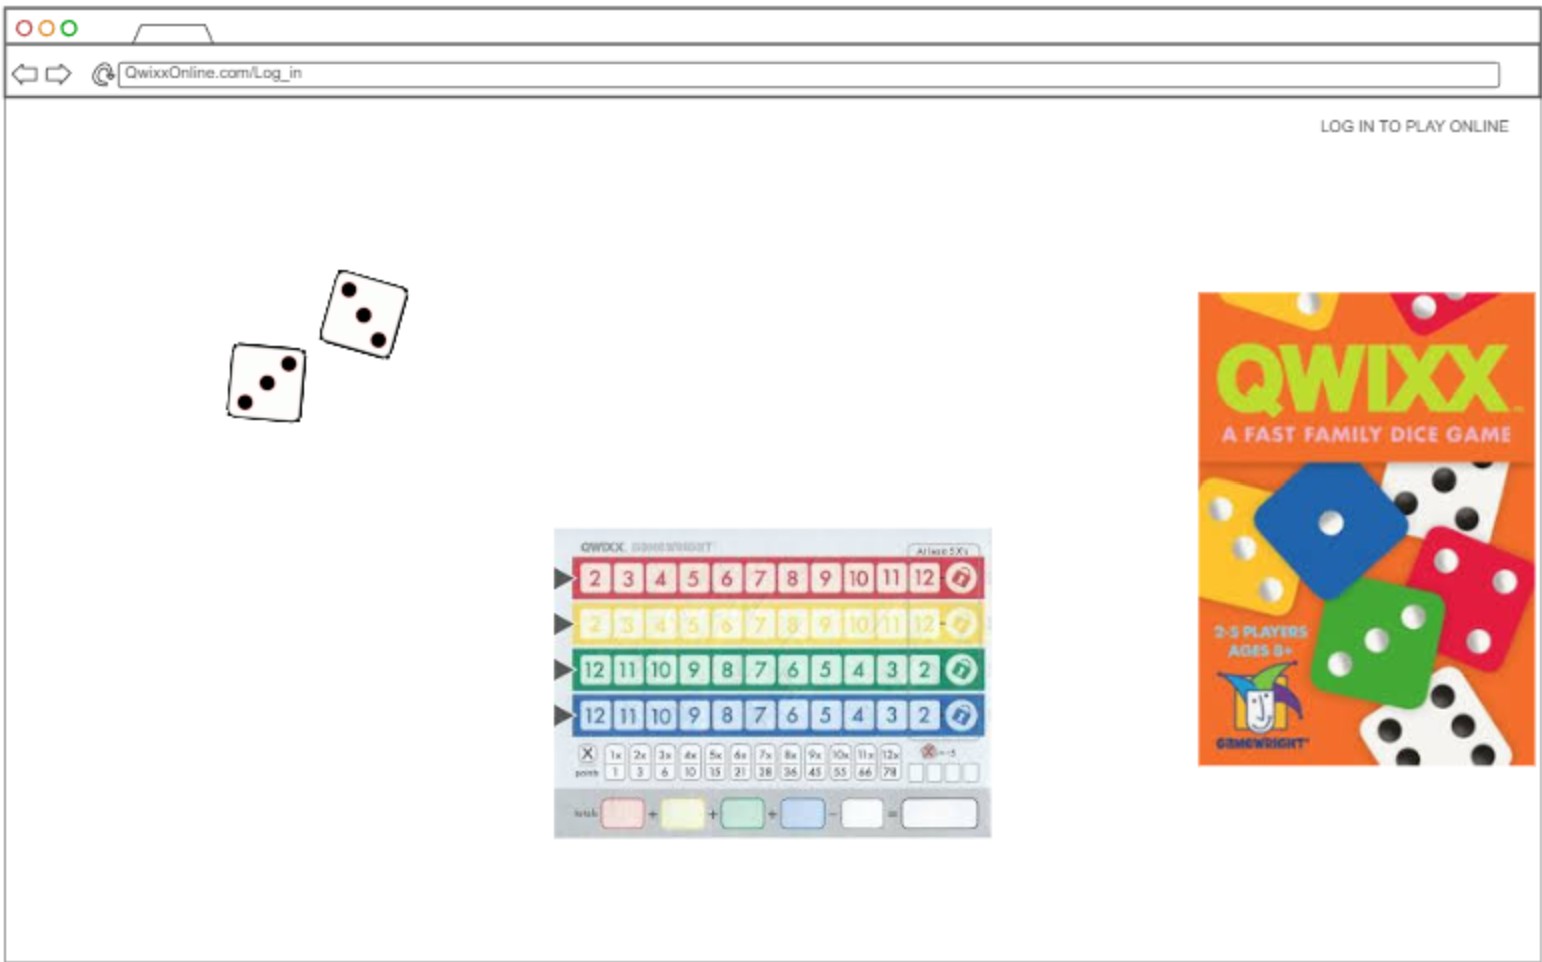 QwixxOnline.com/Log_in
LOG IN TO PLAY ONLINE
QWIXX
A FAST FAMILY DICE GAME
2-5 PLAYERS
AGES 8+
GAMEWRIGHT
QWIXX GAMEWRIGHT
At least 5 X's
2 3 4 5 6 7 8 9 10 11 12
2 3 4 5 6 7 8 9 10 11 12
12 11 10 9 8 7 6 5 4 3 2
12 11 10 9 8 7 6 5 4 3 2
X 1x 2x 3x 4x 5x 6x 7x 8x 9x 10x 11x 12x X = -5
points 1 3 6 10 15 21 28 36 45 55 66 78
totals + + + - =